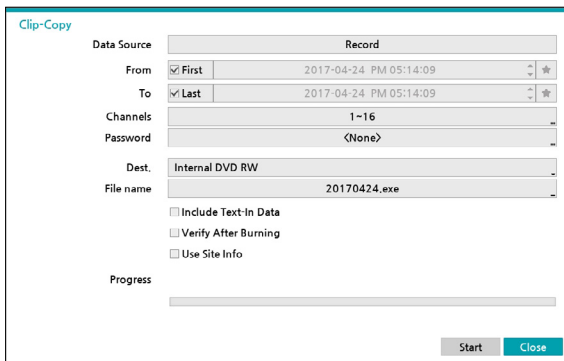 Clip-Copy
Data Source Record
From First 2017-04-24 PM 05:14:09
To Last 2017-04-24 PM 05:14:09
Channels 1~16 ...
Password <None> ...
Dest. Internal DVD RW
File name 20170424.exe
Include Text-In Data
Verify After Burning
Use Site Info
Progress
Start Close